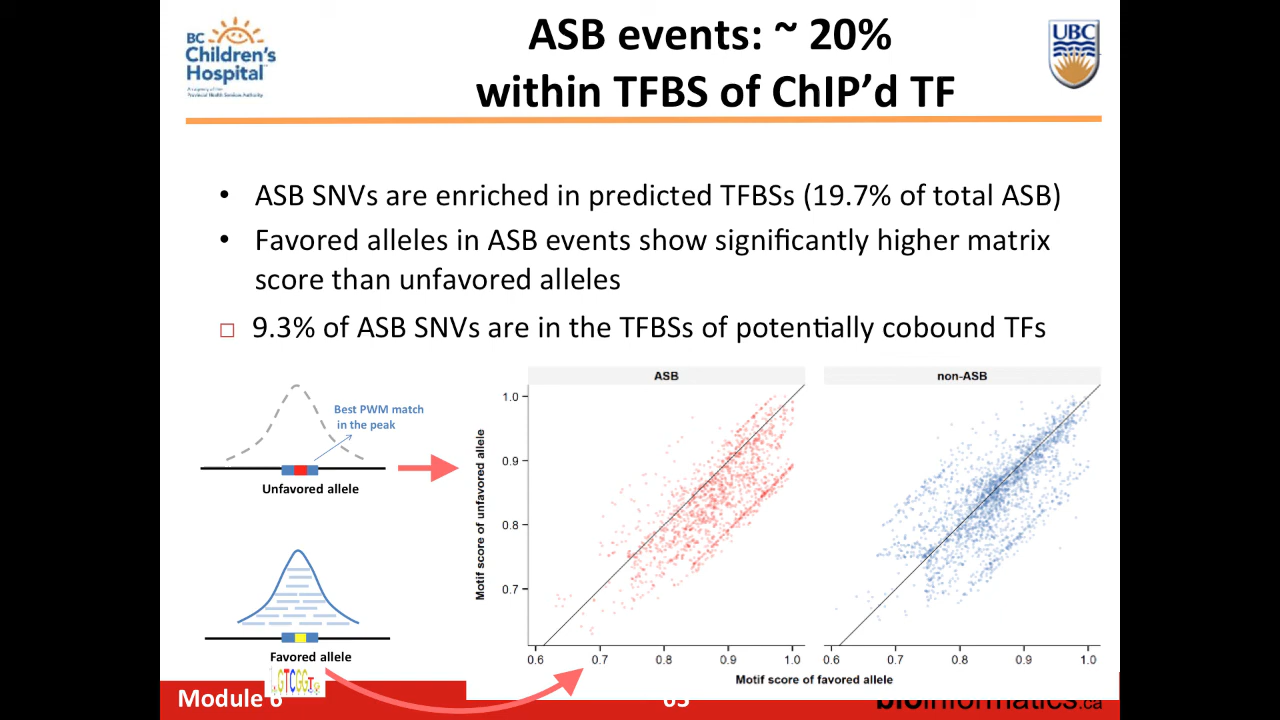 BC
Children's
Hospital
ASB events: ~ 20%
within TFBS of ChIP'd TF
UBC
• ASB SNVs are enriched in predicted TFBSs (19.7% of total ASB)
• Favored alleles in ASB events show significantly higher matrix
score than unfavored alleles
□ 9.3% of ASB SNVs are in the TFBSs of potentially cobound TFs
Best PWM match
in the peak
Unfavored allele
Favored allele
GTCGGT
ASB
non-ASB
Motif score of unfavored allele
1.0
0.9
0.8
0.7
0.6 0.7 0.8 0.9 1.0
0.6 0.7 0.8 0.9 1.0
Motif score of favored allele
Module 6
bioinformatics.ca